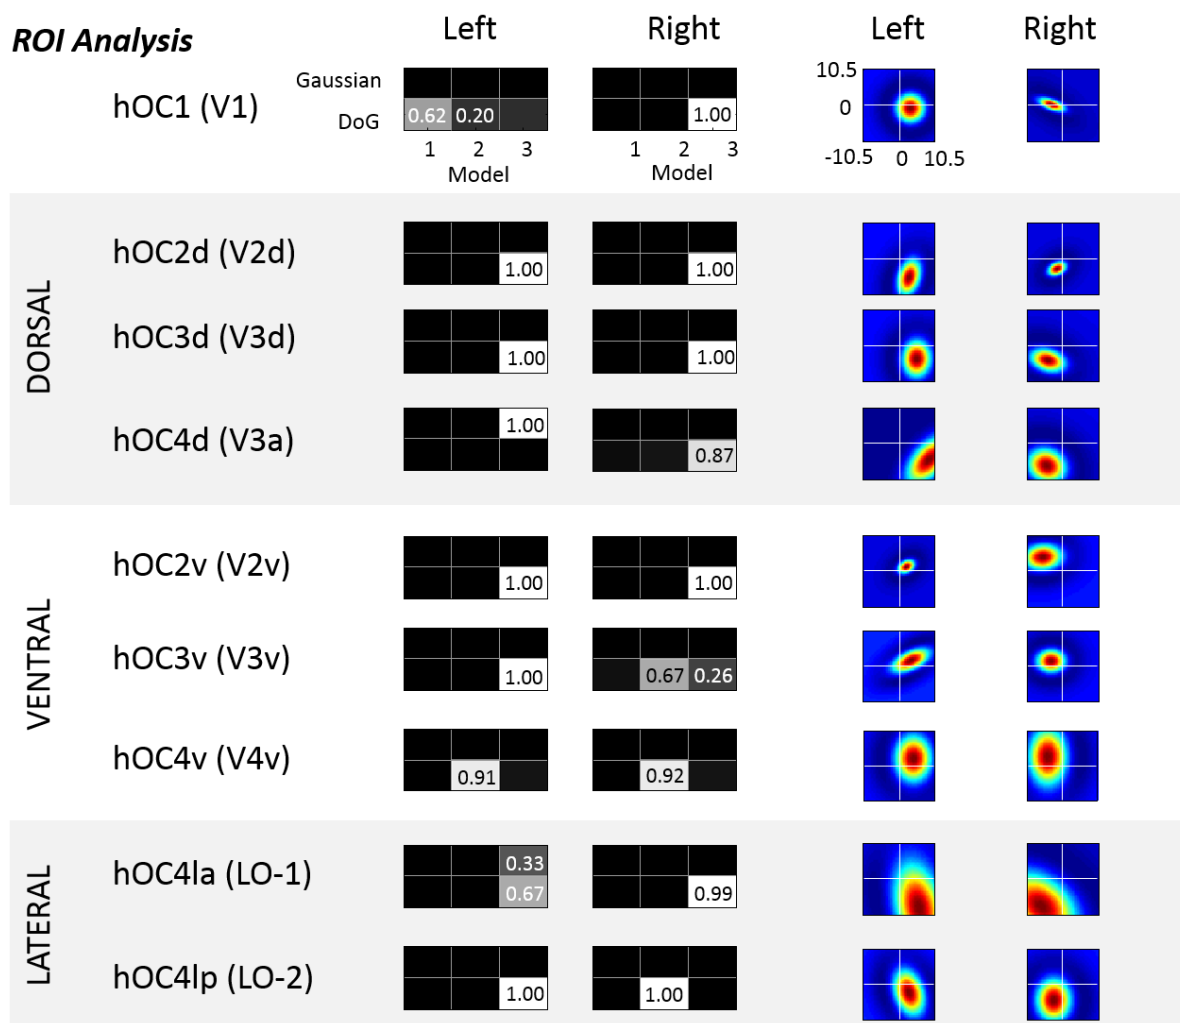 ROI Analysis
Left Right Left Right
hOC1 (V1)
Gaussian
DoG
0.62 0.20
1.00
1 2 3
Model
1 2 3
Model
10.5
0
-10.5 0 10.5
DORSAL
hOC2d (V2d)
1.00 1.00
hOC3d (V3d)
1.00 1.00
hOC4d (V3a)
1.00 0.87
VENTRAL
hOC2v (V2v)
1.00 1.00
hOC3v (V3v)
1.00 0.67 0.26
hOC4v (V4v)
0.91 0.92
LATERAL
hOC4la (LO-1)
0.33
0.67 0.99
hOC4lp (LO-2)
1.00 1.00